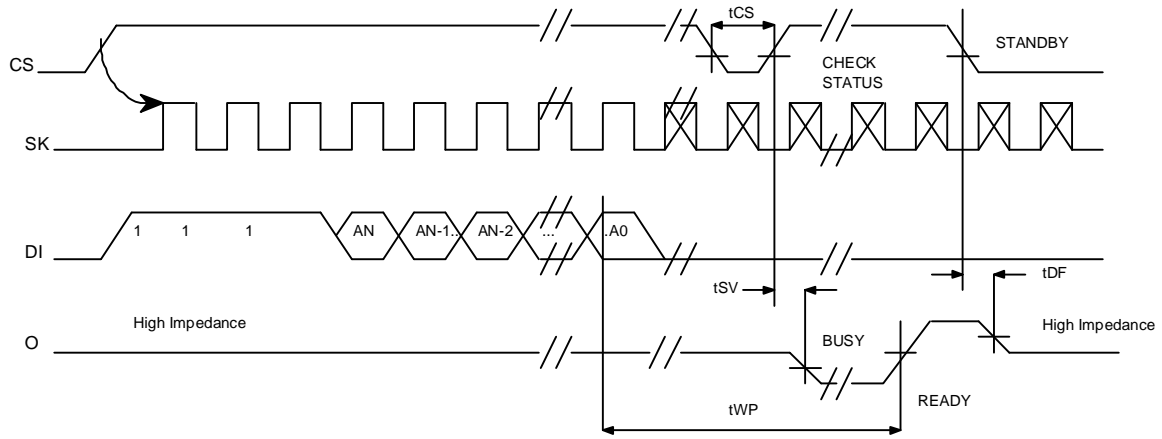 tCS
STANDBY
CS
CHECK
STATUS
SK
1 1 1 AN AN-1.. AN-2 ... .A0
DI
tSV
tDF
High Impedance
High Impedance
O
BUSY
READY
tWP